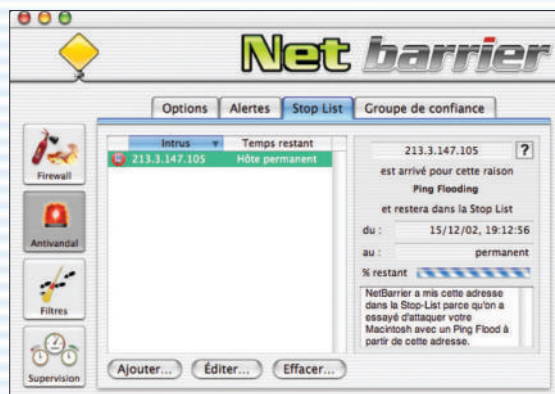 Net barrier
Options
Alertes
Stop List
Groupe de confiance
Firewall
Antivandal
Filtres
Supervision
Intrus
Temps restant
213.3.147.105
Hôte permanent
Ajouter...
Éditer...
Effacer...
213.3.147.105
?
est arrivé pour cette raison
Ping Flooding
et restera dans la Stop List
du :
15/12/02, 19:12:56
au :
permanent
% restant
NetBarrier a mis cette adresse
dans la Stop-List parce qu'on a
essayé d'attaquer votre
Macintosh avec un Ping Flood à
partir de cette adresse.